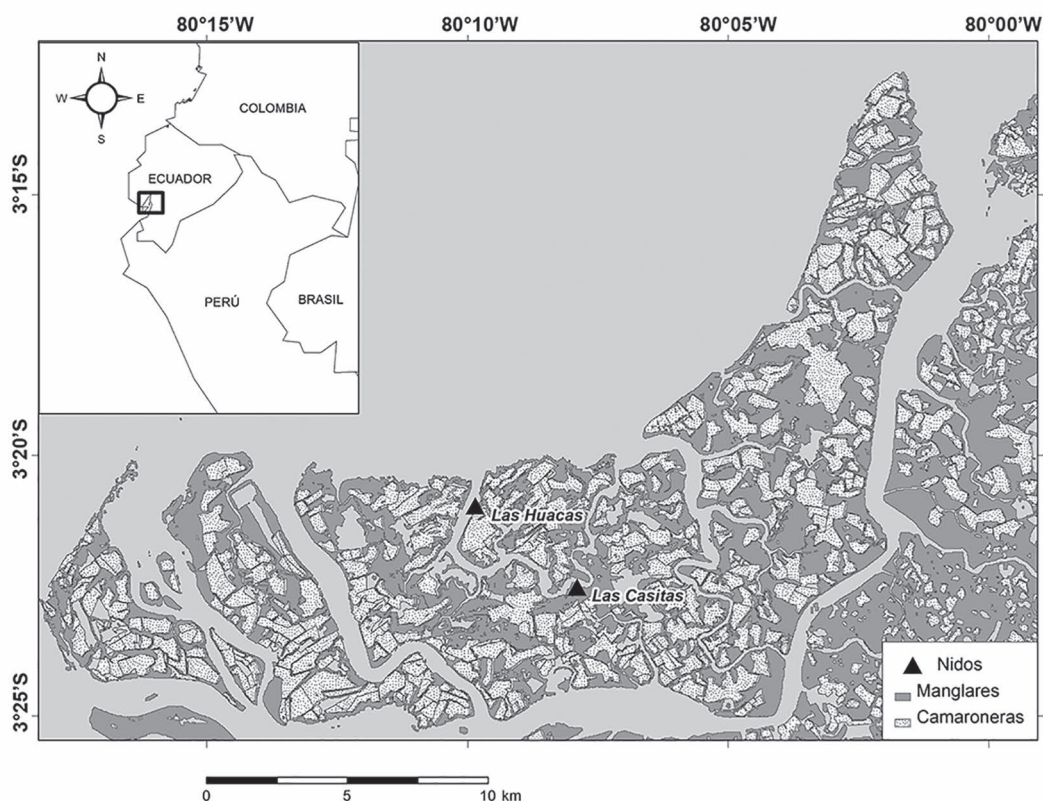 80°15'W 80°10'W 80°05'W 80°00'W
N
W E
S
COLOMBIA
ECUADOR
PERÚ
BRASIL
3°15'S
3°20'S
3°25'S
Las Huacas
Las Casitas
Nidos
Manglares
Camaroneras
0 5 10 km